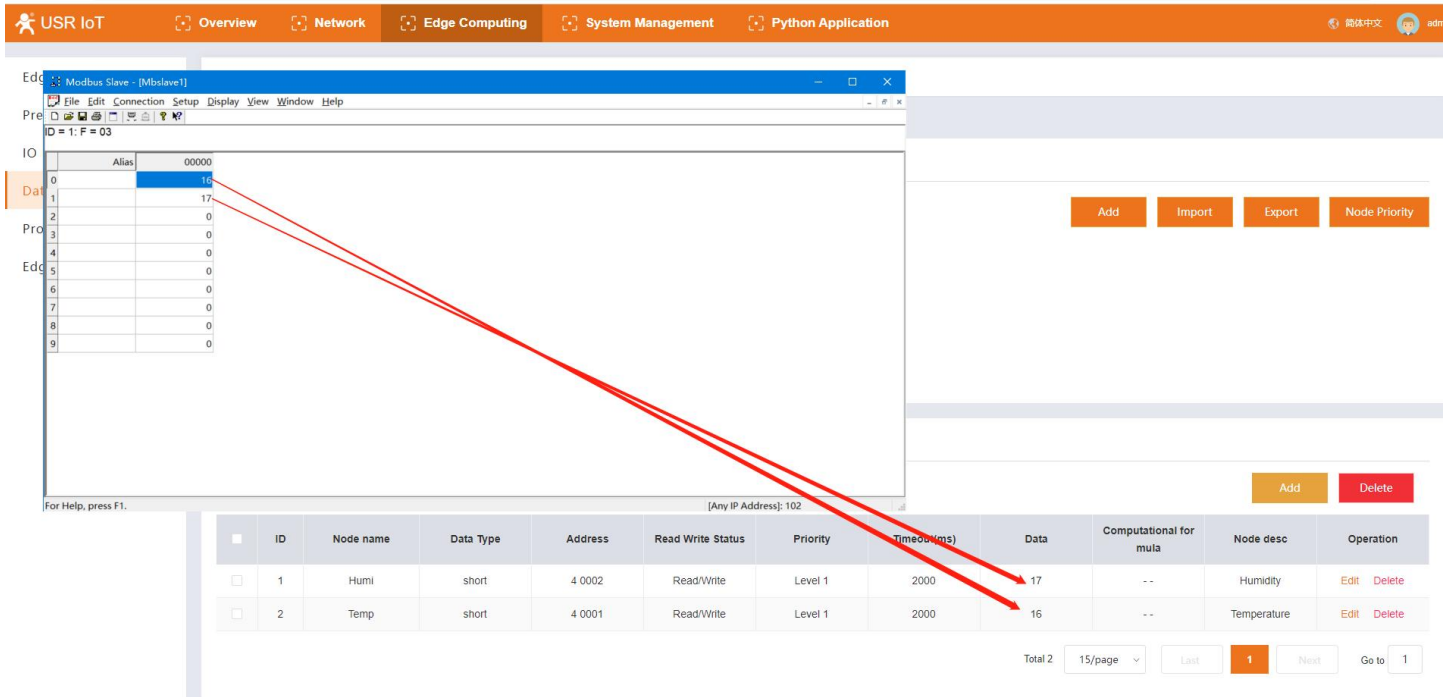 USR IoT Overview Network Edge Computing System Management Python Application 简体中文
Modbus Slave - [Mbslave1]
File Edit Connection Setup Display View Window Help
ID = 1: F = 03
IO
Alias 00000
0 16
1 17
2 0
3 0
4 0
5 0
6 0
7 0
8 0
9 0
Add Import Export Node Priority
For Help, press F1. [Any IP Address]: 102
Add Delete
ID Node name Data Type Address Read Write Status Priority Timeout(ms) Data Computational for Node desc Operation
mula
1 Humi short 4 0002 Read/Write Level 1 2000 17 - - Humidity Edit Delete
2 Temp short 4 0001 Read/Write Level 1 2000 16 - - Temperature Edit Delete
Total 2 15/page Last 1 Next Go to 1